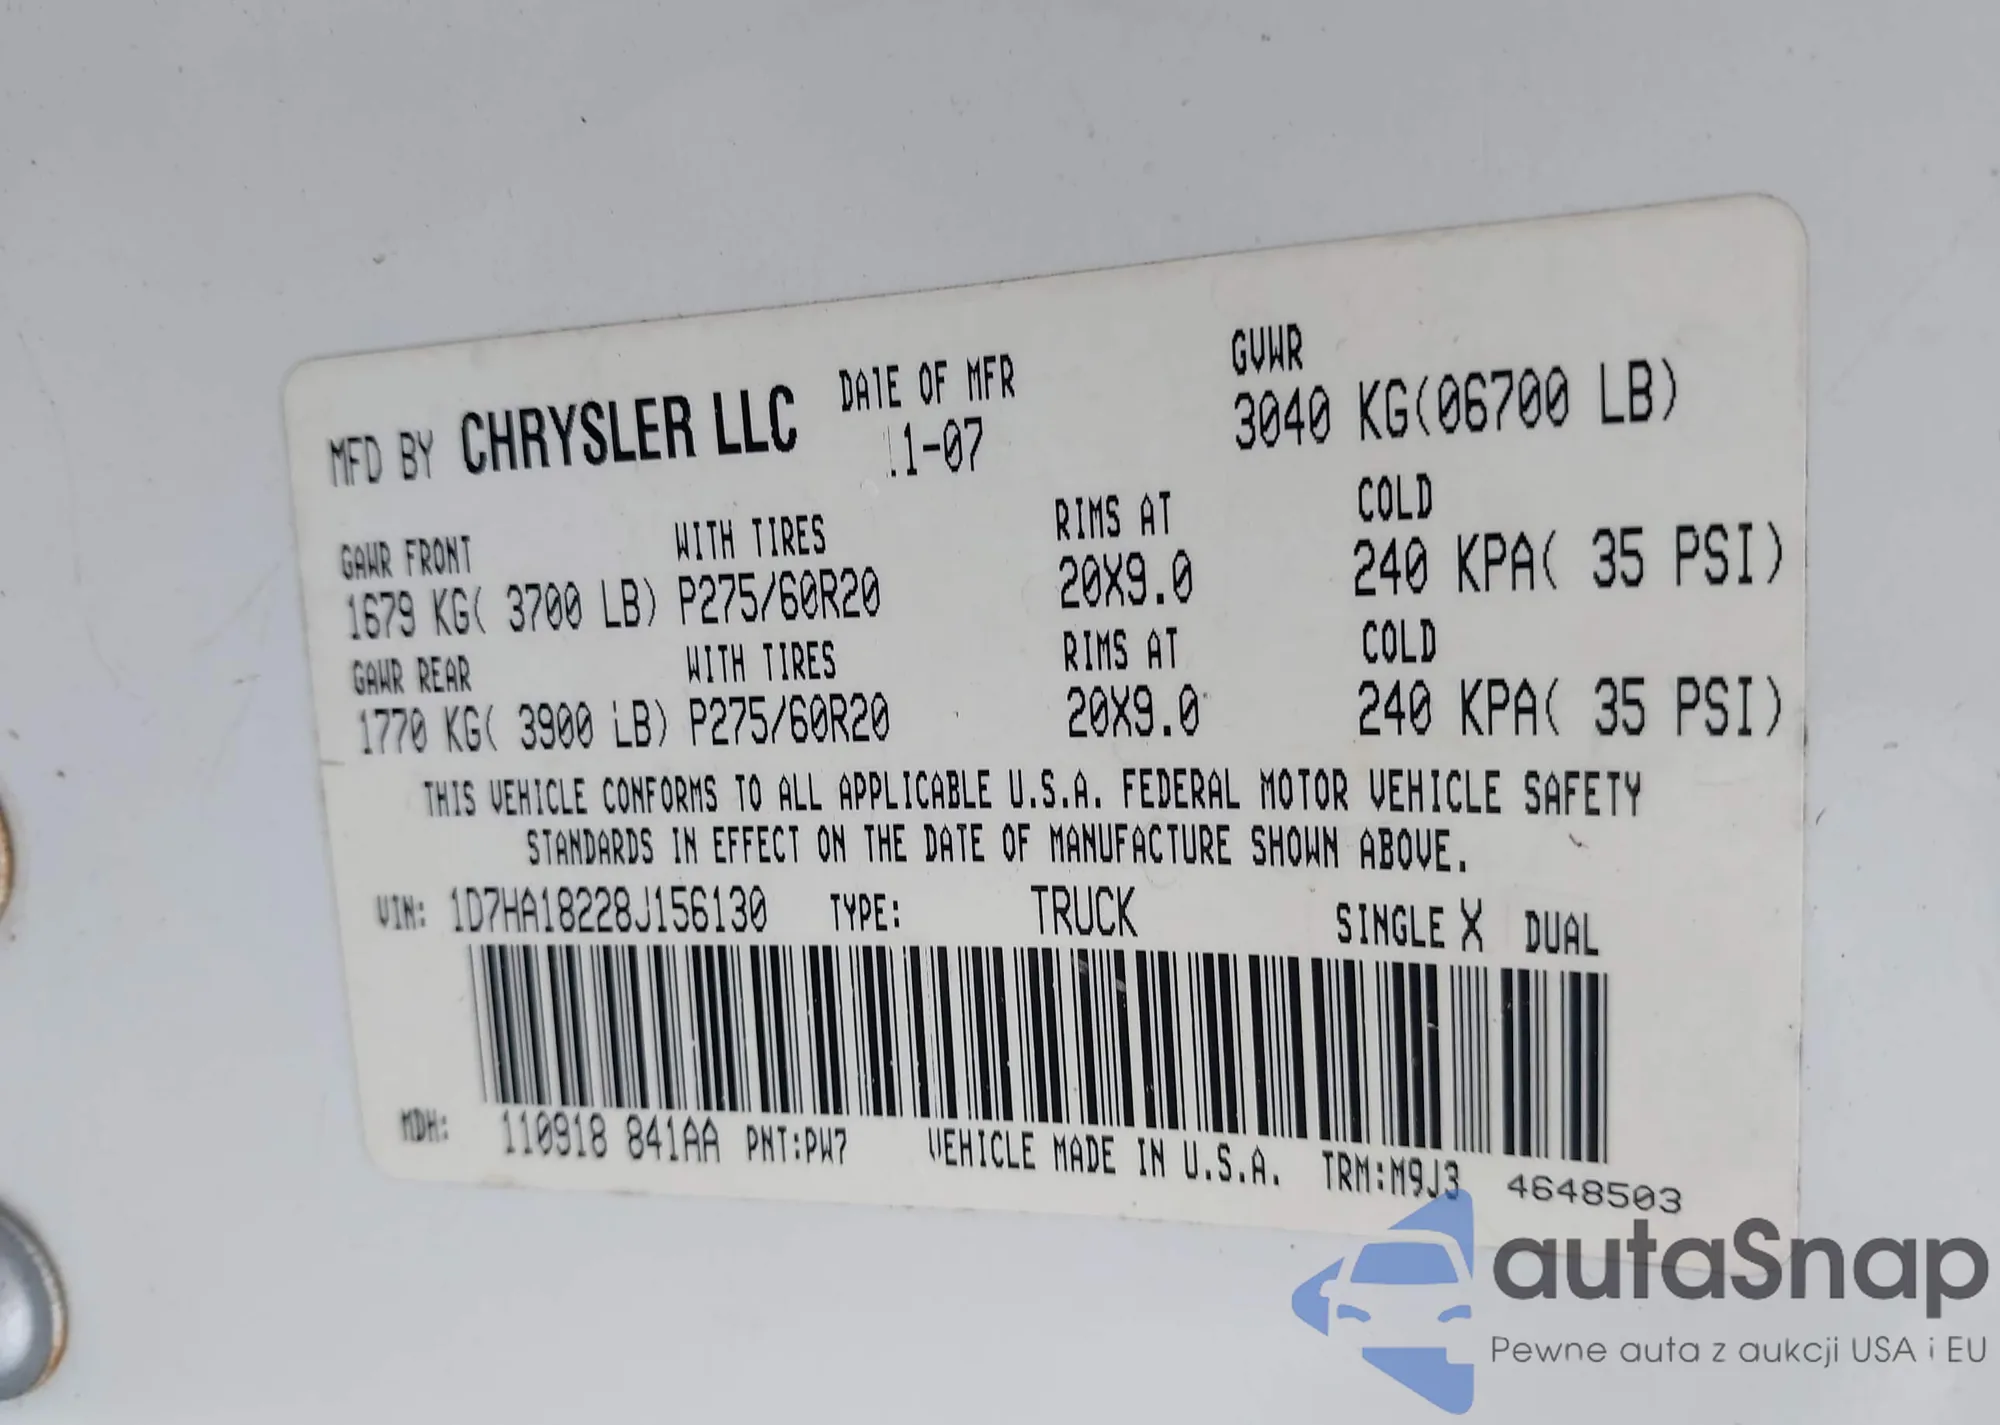 MFD BY CHRYSLER LLC DATE OF MFR GVWR
11-07 3040 KG(06700 LB)
GAWR FRONT WITH TIRES RIMS AT COLD
1679 KG( 3700 LB) P275/60R20 20X9.0 240 KPA( 35 PSI)
GAWR REAR WITH TIRES RIMS AT COLD
1770 KG( 3900 LB) P275/60R20 20X9.0 240 KPA( 35 PSI)
THIS VEHICLE CONFORMS TO ALL APPLICABLE U.S.A. FEDERAL MOTOR VEHICLE SAFETY
STANDARDS IN EFFECT ON THE DATE OF MANUFACTURE SHOWN ABOVE.
VIN: 1D7HA18228J156130 TYPE: TRUCK SINGLE X DUAL
MDH: 110918 841AA PNT:PW7 VEHICLE MADE IN U.S.A. TRM:M9J3 4648503
autaSnap
Pewne auta z aukcji USA i EU